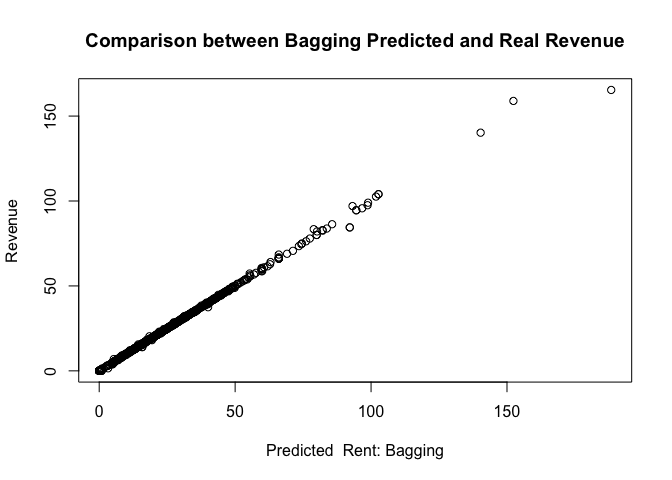 Comparison between Bagging Predicted and Real Revenue
150
100
50
0
Revenue
0 50 100 150
Predicted  Rent: Bagging